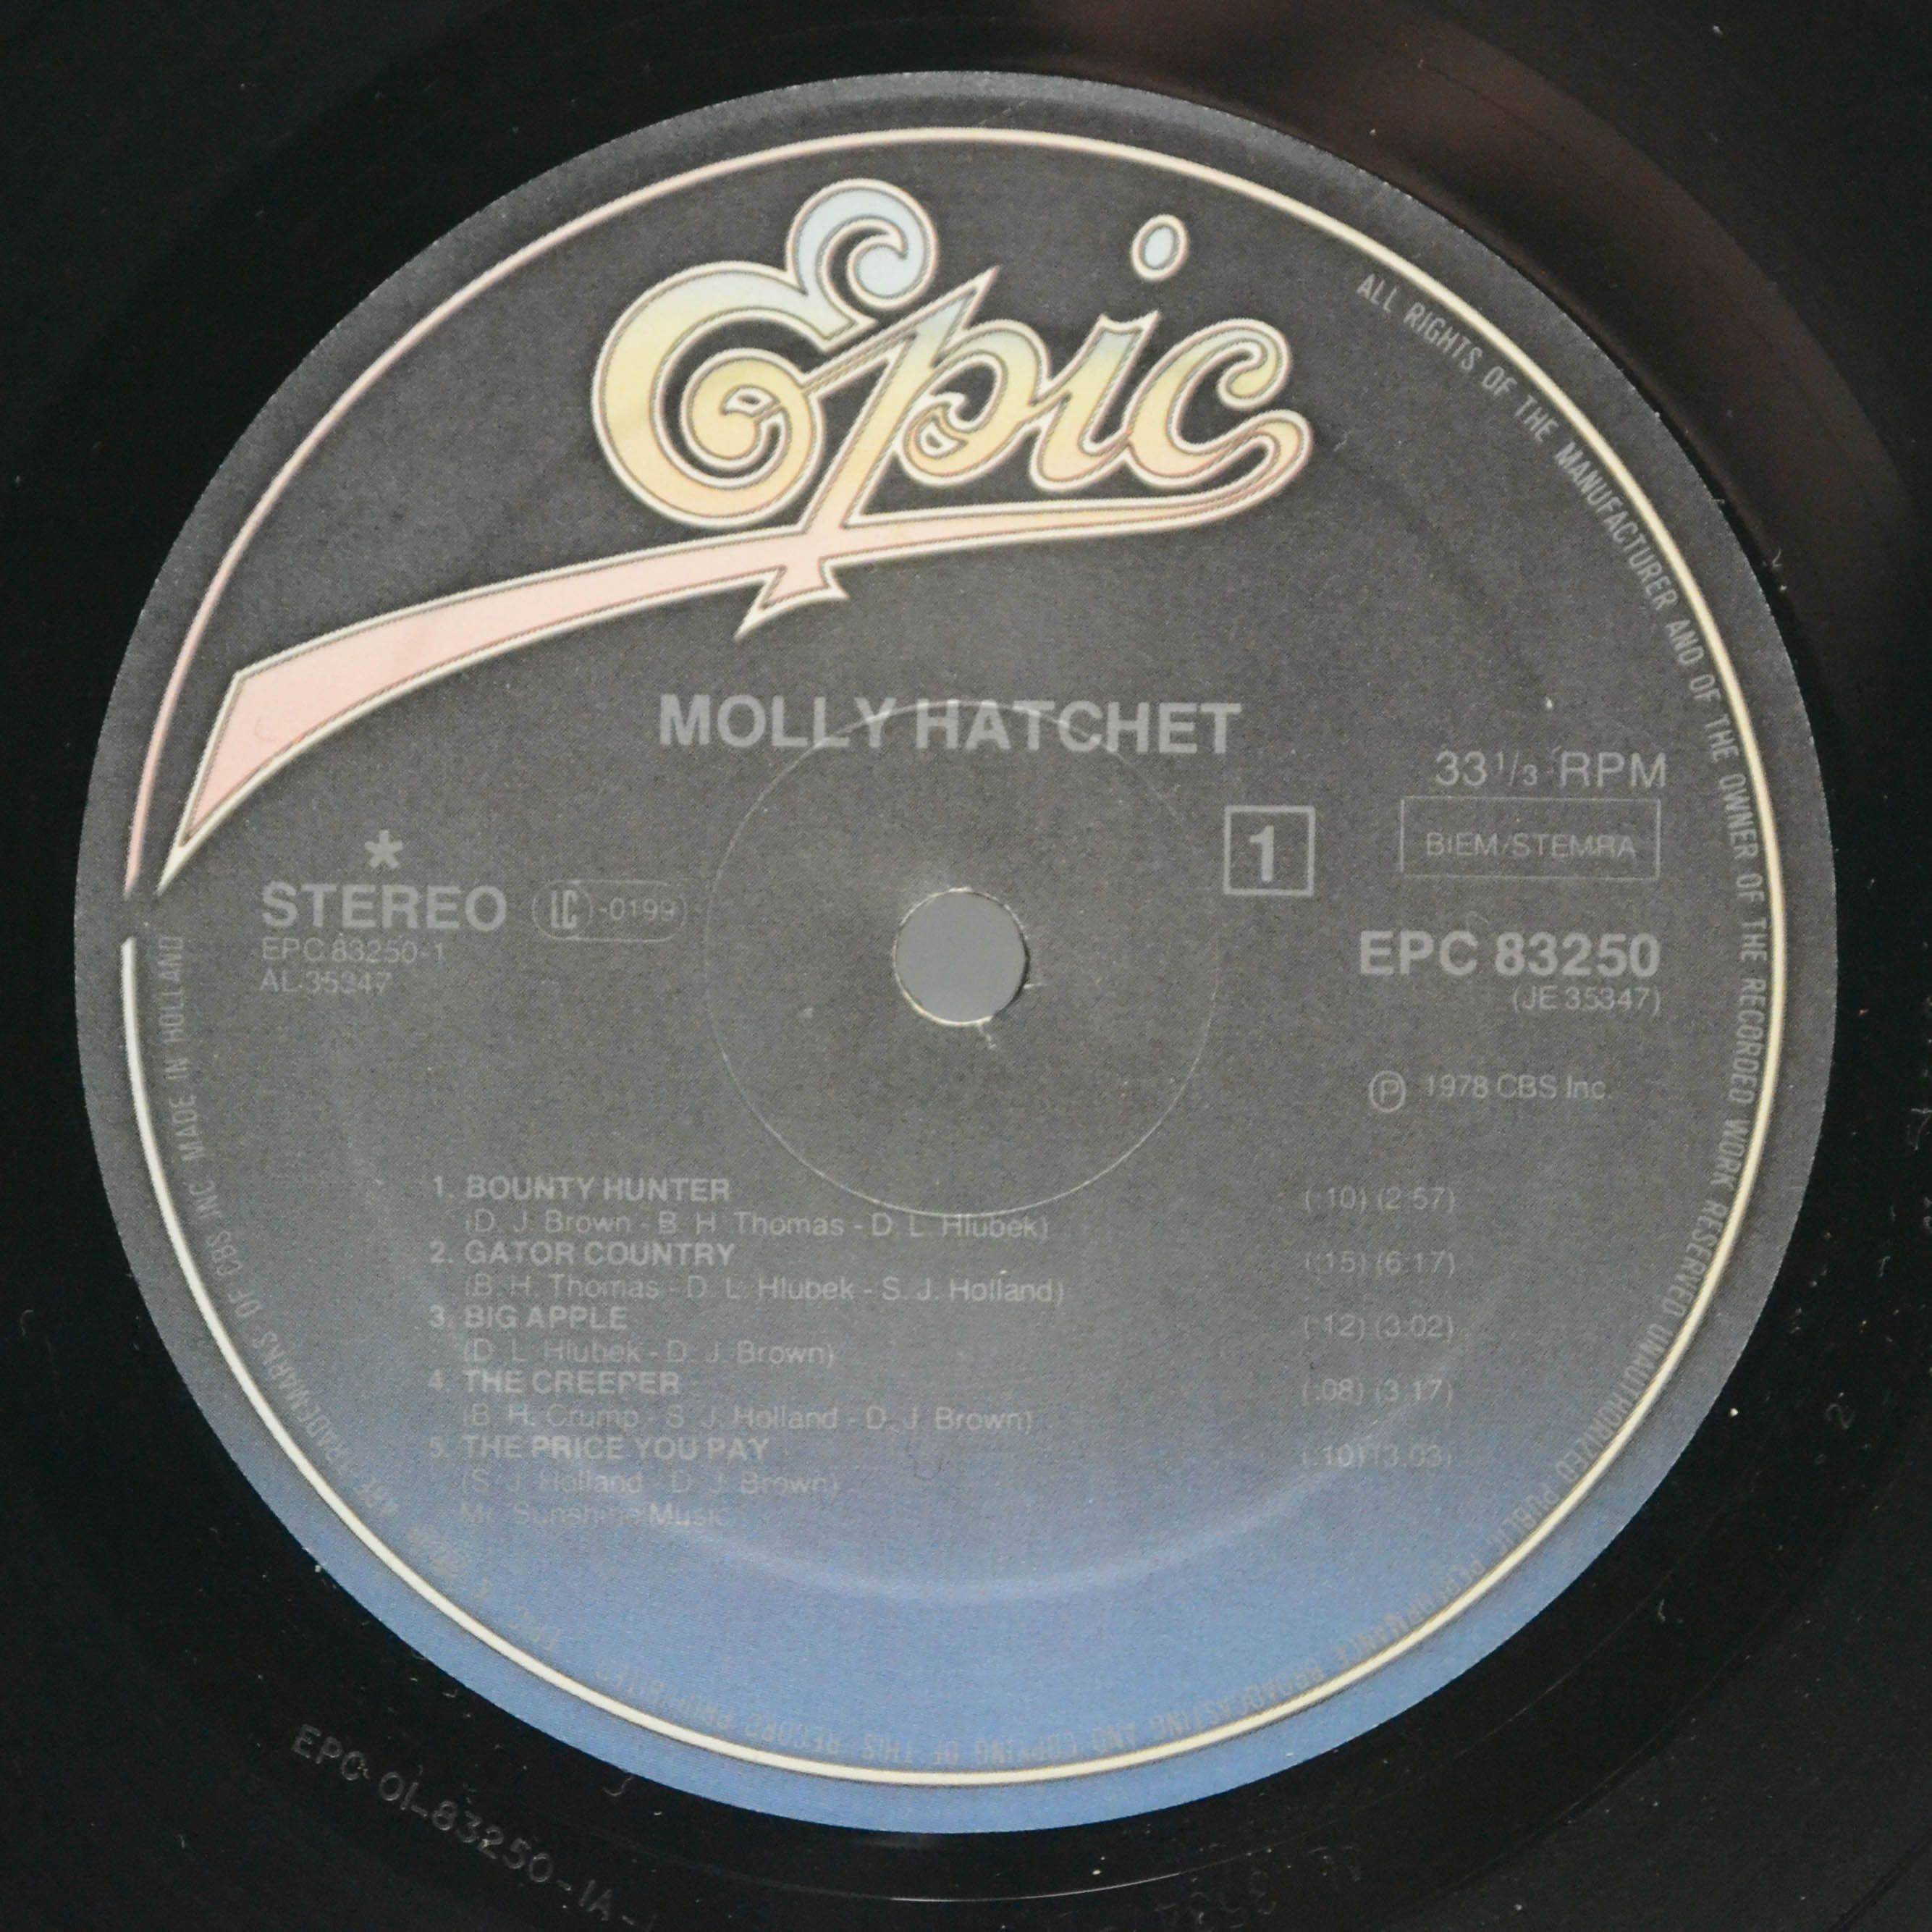 Epic
MOLLY HATCHET
33 1/3 RPM
BIEM/STEMRA
1
*
STEREO
LC-0199
EPC 83250-1
AL-35347
EPC 83250
(JE 35347)
Ⓟ 1978 CBS Inc.
1. BOUNTY HUNTER (:10) (2:57)
(D. J. Brown - B. H. Thomas - D. L. Hlubek)
2. GATOR COUNTRY (:15) (6:17)
(B. H. Thomas - D. L. Hlubek - S. J. Holland)
3. BIG APPLE (:12) (3:02)
(D. L. Hlubek - D. J. Brown)
4. THE CREEPER (:08) (3:17)
(B. H. Crump - S. J. Holland - D. J. Brown)
5. THE PRICE YOU PAY (:10) (3:03)
(S. J. Holland - D. J. Brown)
Mr. Sunshine Music
ALL RIGHTS OF THE MANUFACTURER AND OF THE OWNER OF THE RECORDED WORK RESERVED UNAUTHORIZED PUBLIC PERFORMANCE BROADCASTING AND COPYING OF THIS RECORD PROHIBITED
EPIC ARE TRADEMARKS OF CBS INC. MADE IN HOLLAND
EPC-01-83250-1A-